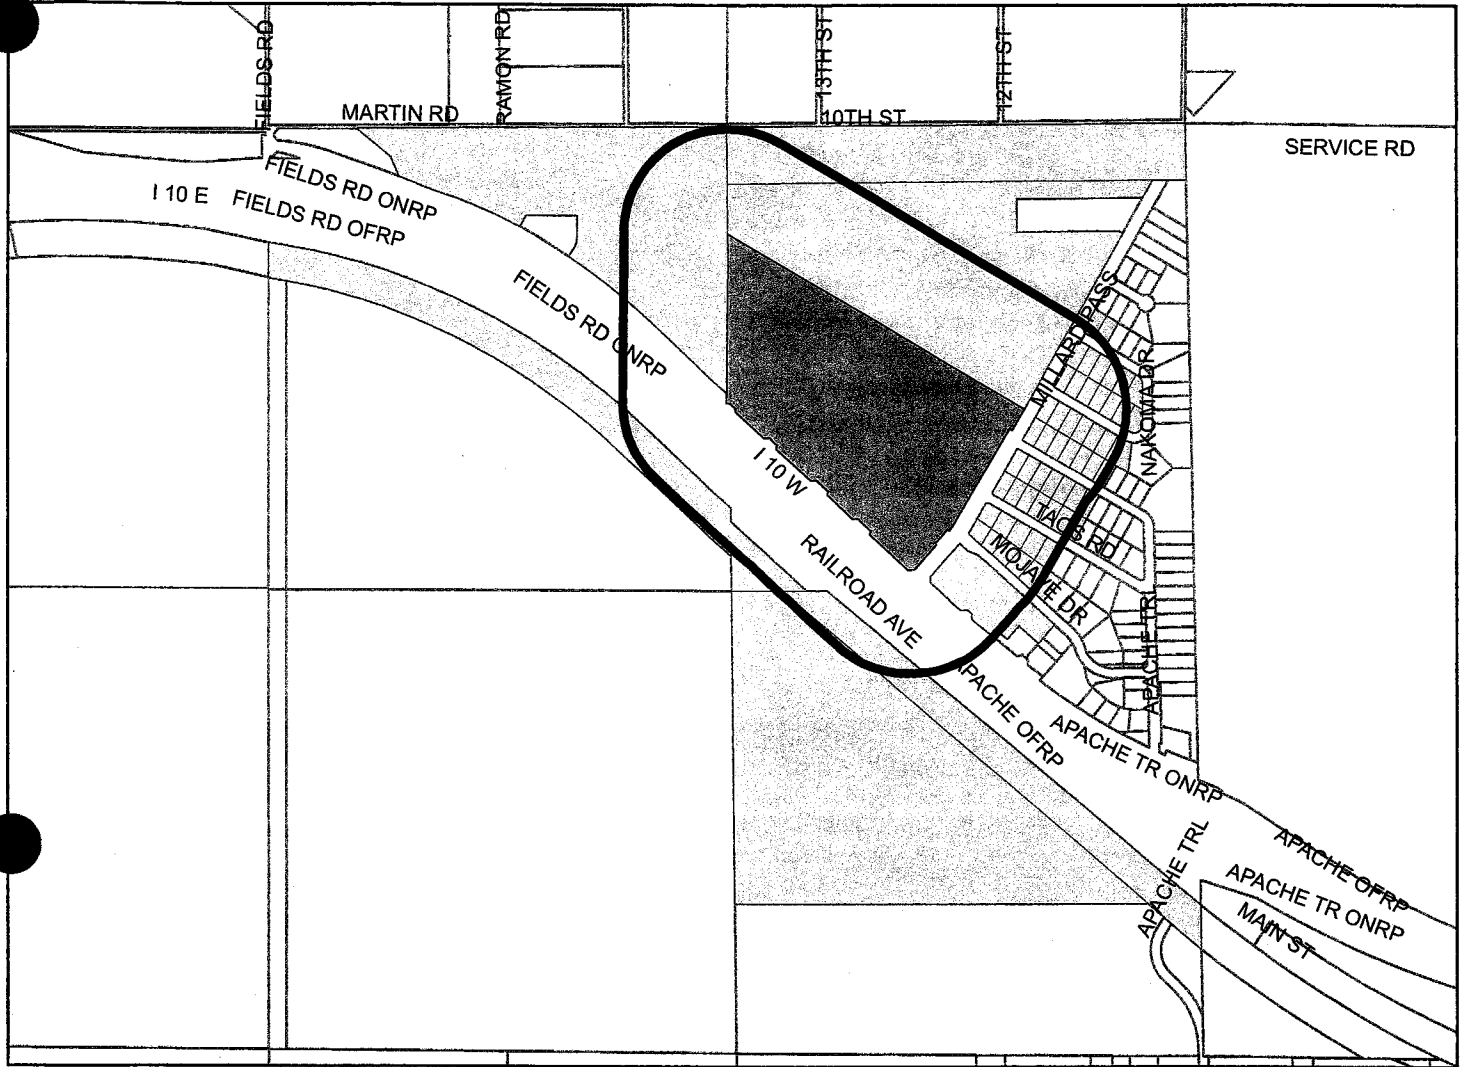 FIELDS RD
RAMON RD
13TH ST
12TH ST
MARTIN RD
10TH ST
SERVICE RD
FIELDS RD ONRP
I 10 E
FIELDS RD OFRP
FIELDS RD ONRP
MILLARD PASS
NAKOMA DR
I 10 W
TAOS RD
MOJAVE DR
RAILROAD AVE
APACHE TR
APACHE OFRP
APACHE TR ONRP
APACHE TRL
APACHE OFRP
APACHE TR ONRP
MAIN ST